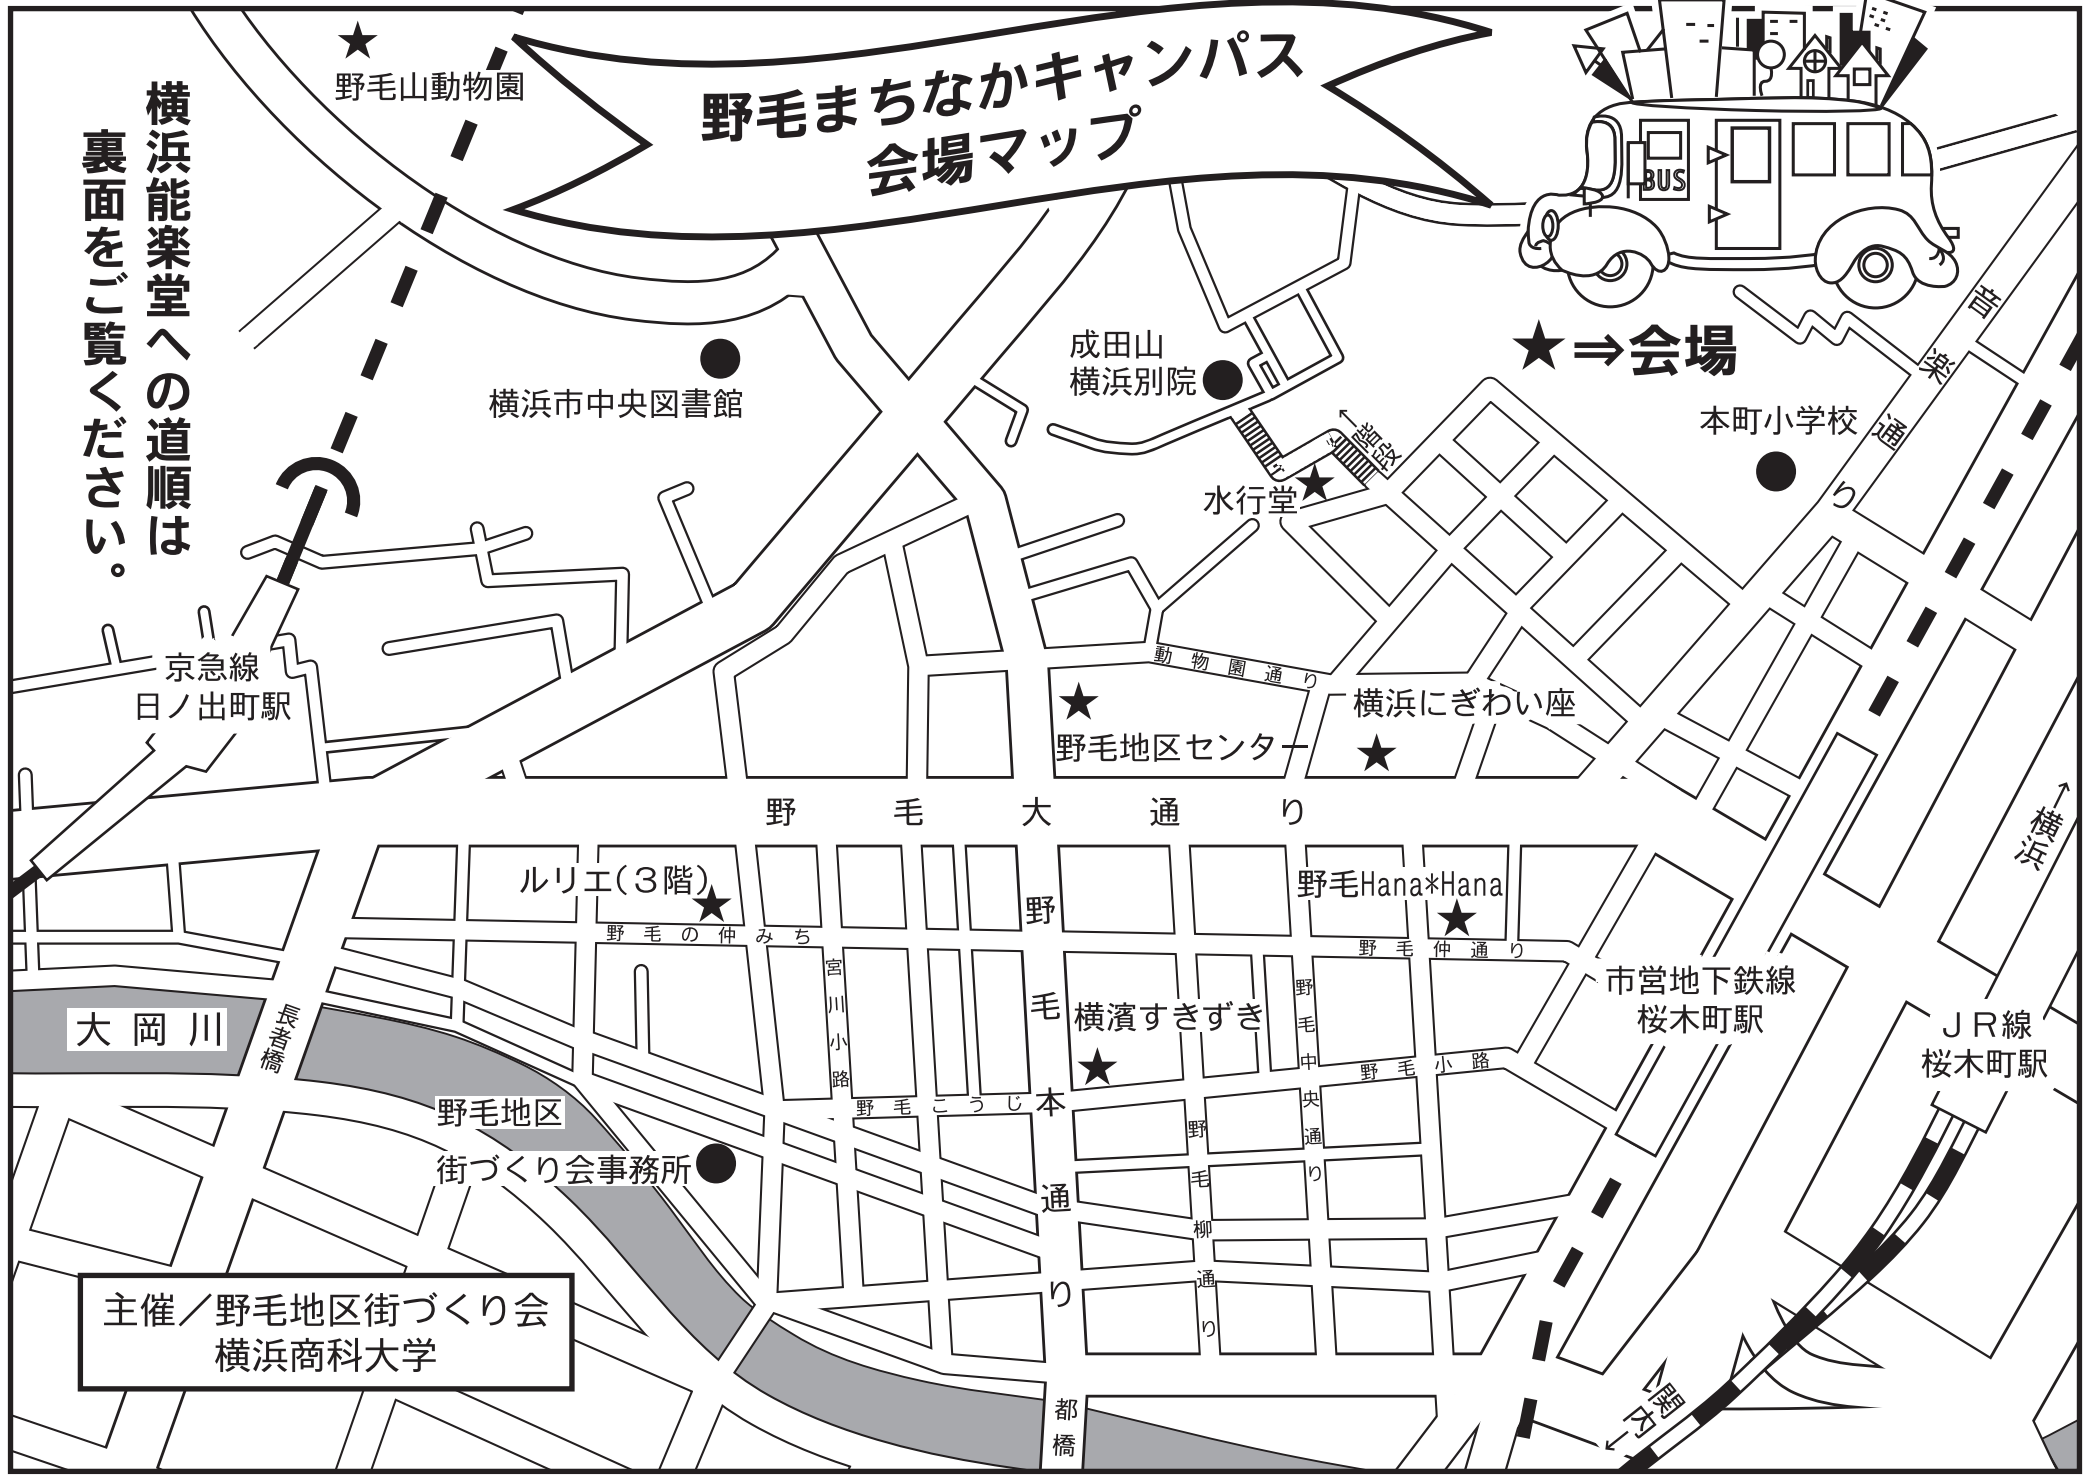 野毛まちなかキャンパス
会場マップ
横浜能楽堂への道順は
裏面をご覧ください。
野毛山動物園
BUS
★⇒会場
横浜市中央図書館
成田山
横浜別院
←階段
水行堂
本町小学校
音楽通り
京急線
日ノ出町駅
動物園通り
横浜にぎわい座
野毛地区センター
野毛大通り
←横浜
ルリエ(3階)
野毛Hana*Hana
野毛の仲みち
野毛仲通り
宮川小路
野毛本通り
横濱すきずき
野毛中央通り
市営地下鉄線
桜木町駅
JR線
桜木町駅
大岡川
長者橋
野毛小路
野毛こうじ
野毛柳通り
野毛地区
街づくり会事務所
主催/野毛地区街づくり会
横浜商科大学
都橋
関内→